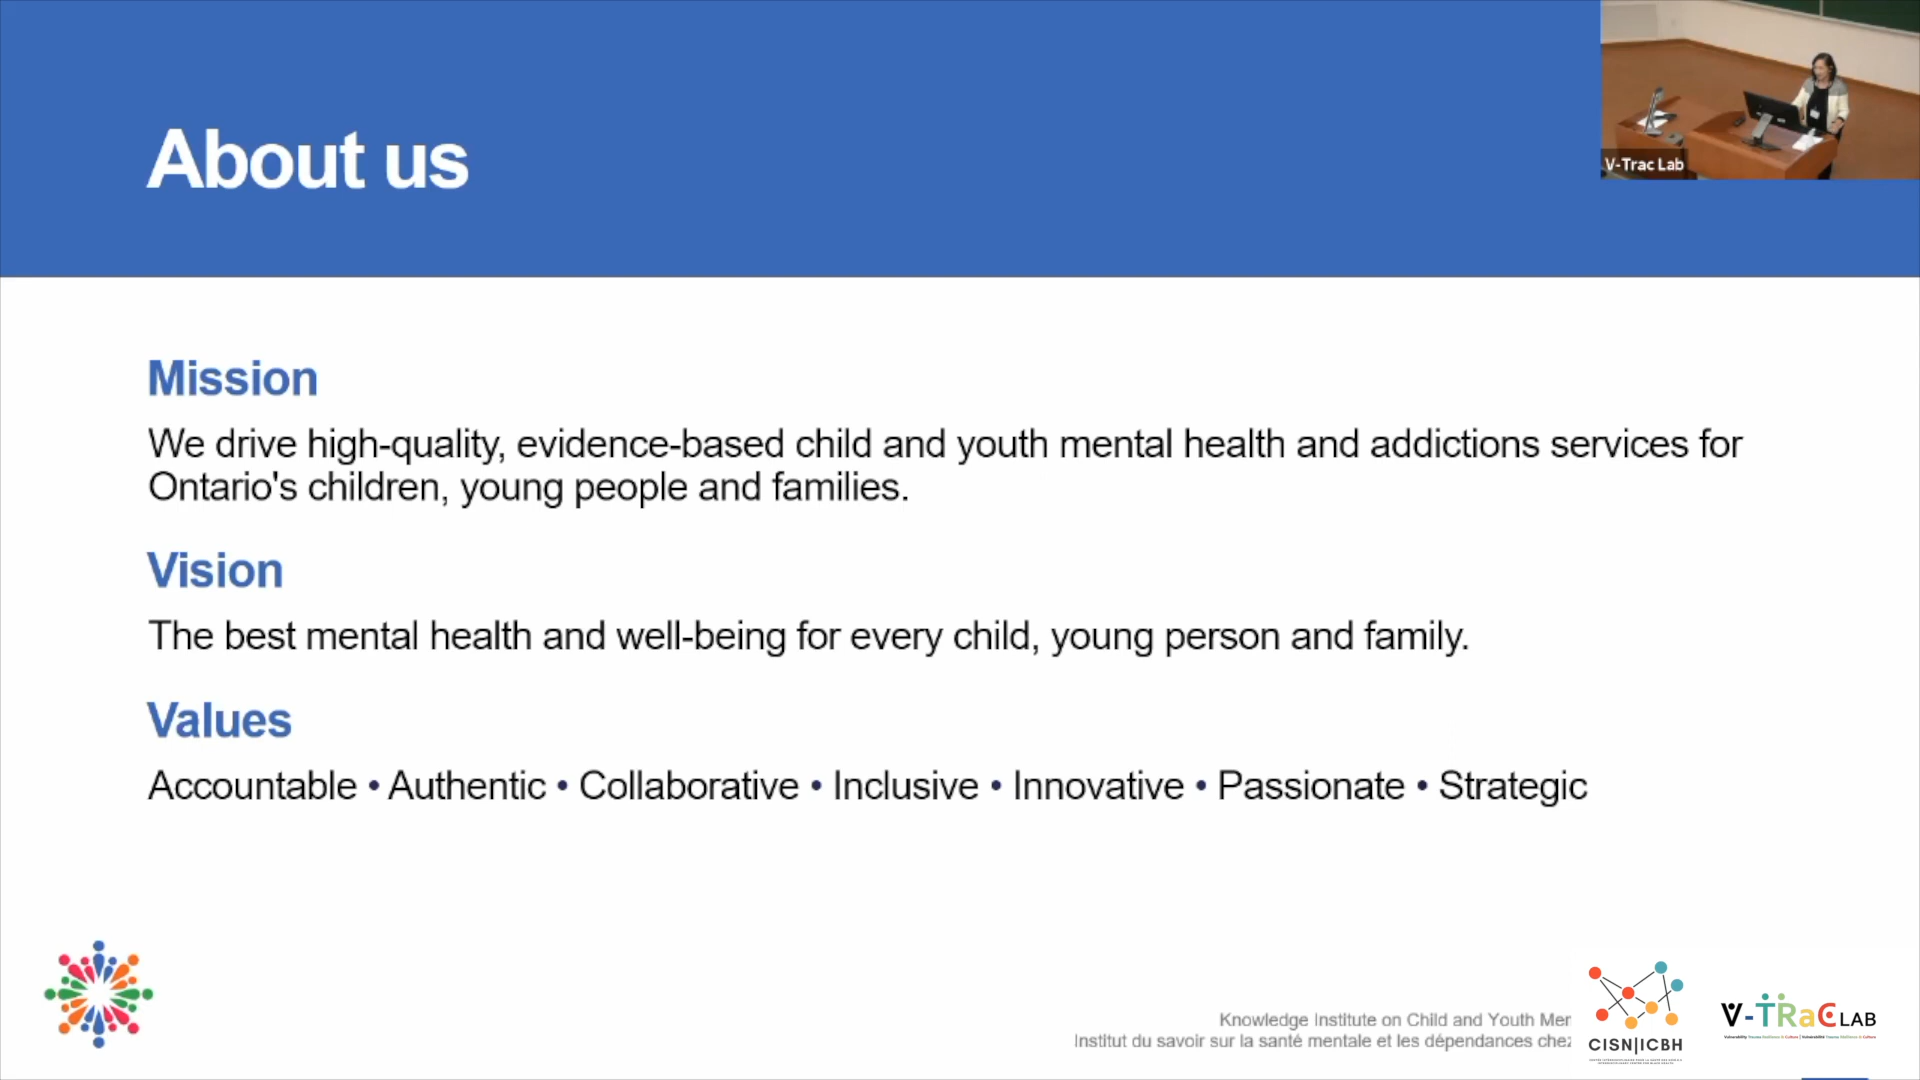 About us
V-Trac Lab
Mission
We drive high-quality, evidence-based child and youth mental health and addictions services for
Ontario's children, young people and families.
Vision
The best mental health and well-being for every child, young person and family.
Values
Accountable • Authentic • Collaborative • Inclusive • Innovative • Passionate • Strategic
Knowledge Institute on Child and Youth Men
Institut du savoir sur la santé mentale et les dépendances chez
CISN|ICBH
V-TRaC LAB